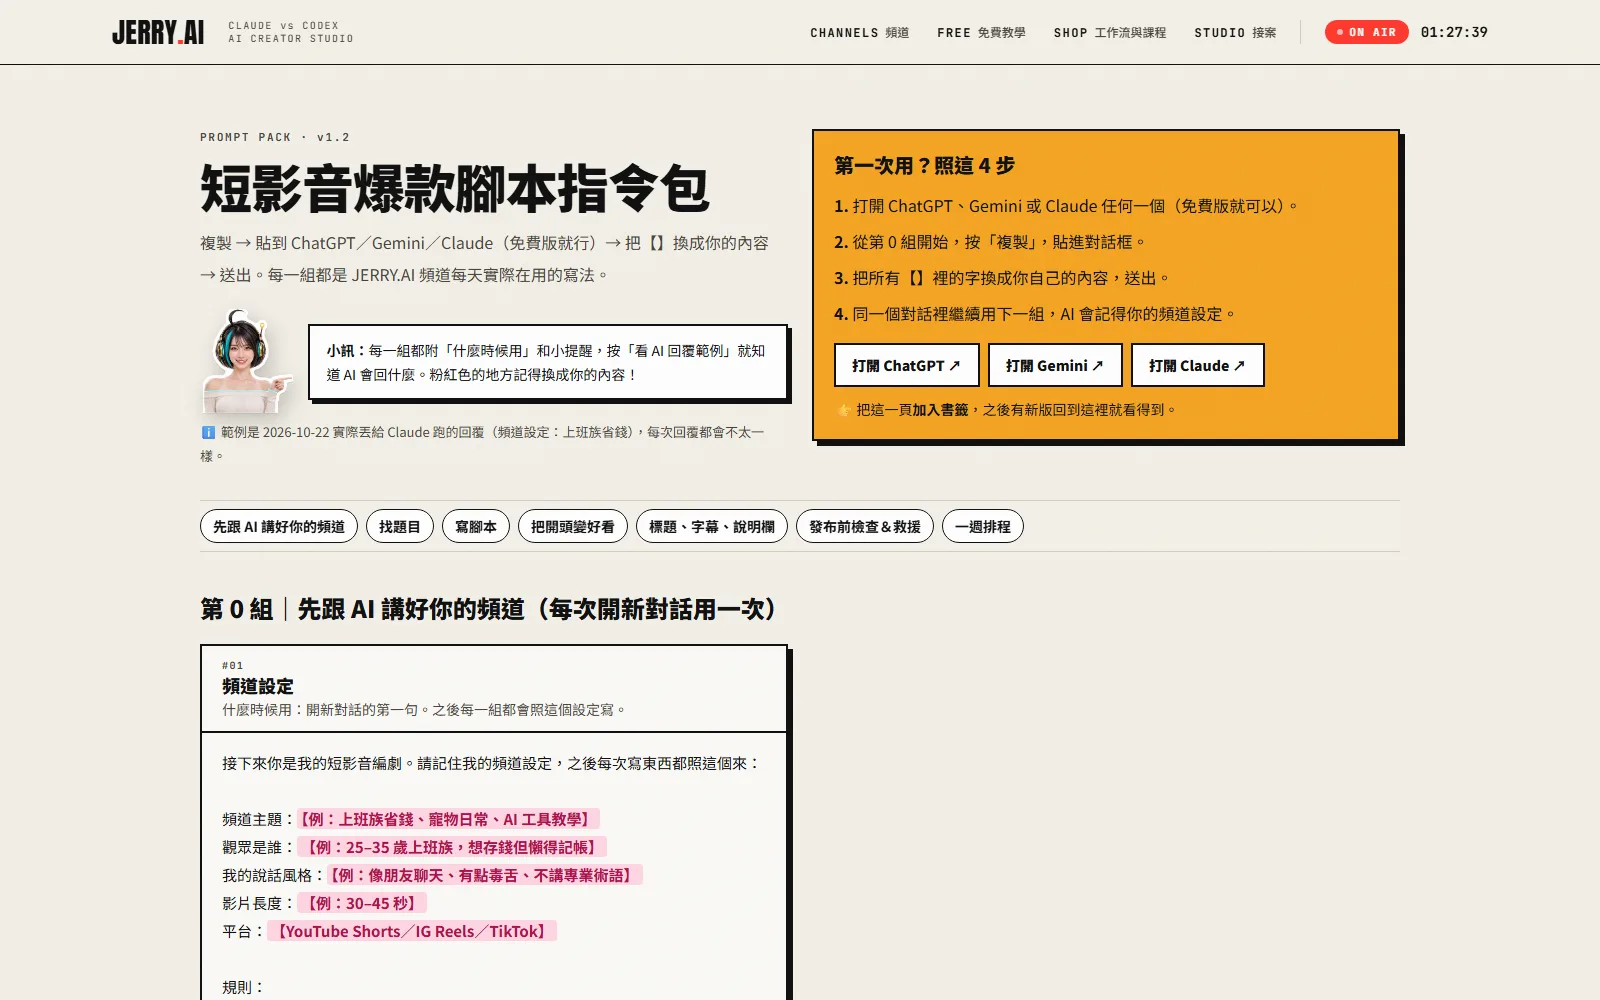 JERRY.AI
CLAUDE vs CODEX
AI CREATOR STUDIO
CHANNELS 頻道
FREE 免費教學
SHOP 工作流與課程
STUDIO 接案
ON AIR
01:27:39
PROMPT PACK · v1.2
短影音爆款腳本指令包
複製 → 貼到 ChatGPT／Gemini／Claude（免費版就行）→ 把【】換成你的內容
→ 送出。每一組都是 JERRY.AI 頻道每天實際在用的寫法。
小訊：每一組都附「什麼時候用」和小提醒，按「看 AI 回覆範例」就知
道 AI 會回什麼。粉紅色的地方記得換成你的內容！
ℹ️ 範例是 2026-10-22 實際丟給 Claude 跑的回覆（頻道設定：上班族省錢），每次回覆都會不太一
樣。
第一次用？照這 4 步
1. 打開 ChatGPT、Gemini 或 Claude 任何一個（免費版就可以）。
2. 從第 0 組開始，按「複製」，貼進對話框。
3. 把所有【】裡的字換成你自己的內容，送出。
4. 同一個對話裡繼續用下一組，AI 會記得你的頻道設定。
打開 ChatGPT ↗
打開 Gemini ↗
打開 Claude ↗
👉 把這一頁加入書籤，之後有新版回到這裡就看得到。
先跟 AI 講好你的頻道
找題目
寫腳本
把開頭變好看
標題、字幕、說明欄
發布前檢查＆救援
一週排程
第 0 組｜先跟 AI 講好你的頻道（每次開新對話用一次）
#01
頻道設定
什麼時候用：開新對話的第一句。之後每一組都會照這個設定寫。
接下來你是我的短影音編劇。請記住我的頻道設定，之後每次寫東西都照這個來：
頻道主題：【例：上班族省錢、寵物日常、AI 工具教學】
觀眾是誰：【例：25–35 歲上班族，想存錢但懶得記帳】
我的說話風格：【例：像朋友聊天、有點毒舌、不講專業術語】
影片長度：【例：30–45 秒】
平台：【YouTube Shorts／IG Reels／TikTok】
規則：